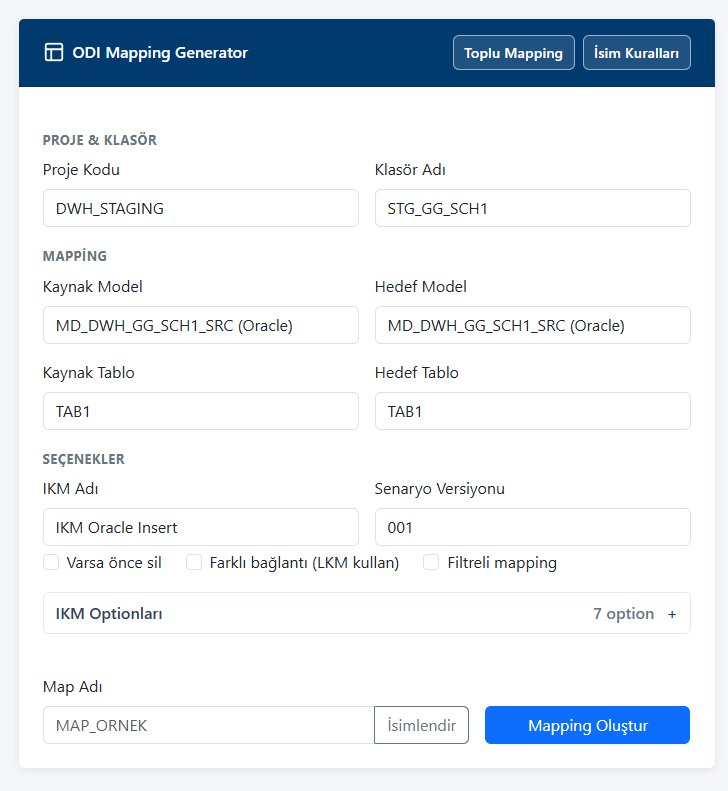 ODI Mapping Generator Toplu Mapping İsim Kuralları
PROJE & KLASÖR
Proje Kodu Klasör Adı
DWH_STAGING STG_GG_SCH1
MAPPİNG
Kaynak Model Hedef Model
MD_DWH_GG_SCH1_SRC (Oracle) MD_DWH_GG_SCH1_SRC (Oracle)
Kaynak Tablo Hedef Tablo
TAB1 TAB1
SEÇENEKLER
IKM Adı Senaryo Versiyonu
IKM Oracle Insert 001
Varsa önce sil Farklı bağlantı (LKM kullan) Filtreli mapping
IKM Optionları 7 option +
Map Adı
MAP_ORNEK İsimlendir Mapping Oluştur